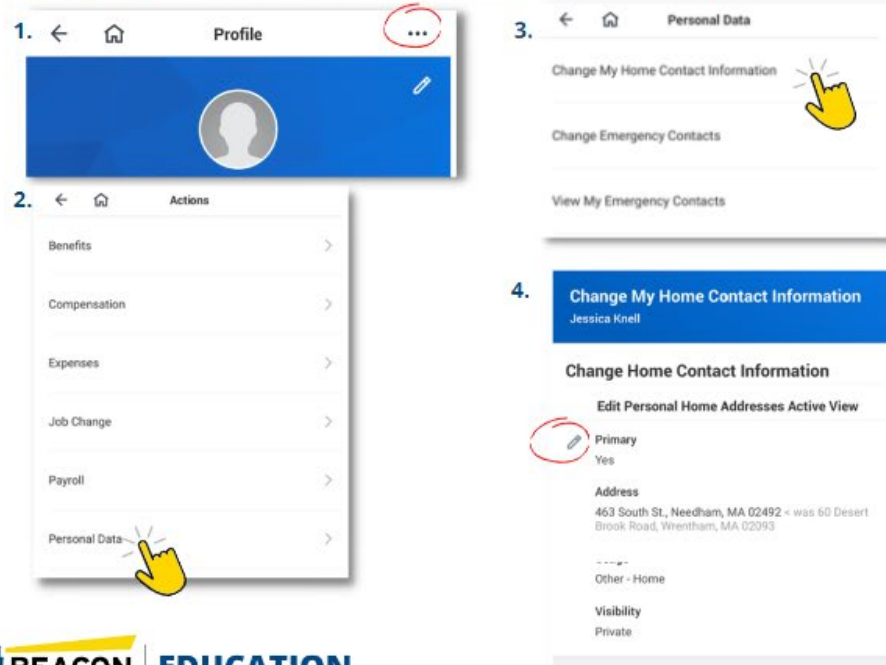 1.
Profile
2.
Actions
Benefits
Compensation
Expenses
Job Change
Payroll
Personal Data
3.
Personal Data
Change My Home Contact Information
Change Emergency Contacts
View My Emergency Contacts
4.
Change My Home Contact Information
Jessica Knell
Change Home Contact Information
Edit Personal Home Addresses Active View
Primary
Yes
Address
463 South St., Needham, MA 02492 < was 60 Desert
Brook Road, Wrentham, MA 02093
Other - Home
Visibility
Private
BEACON EDUCATION